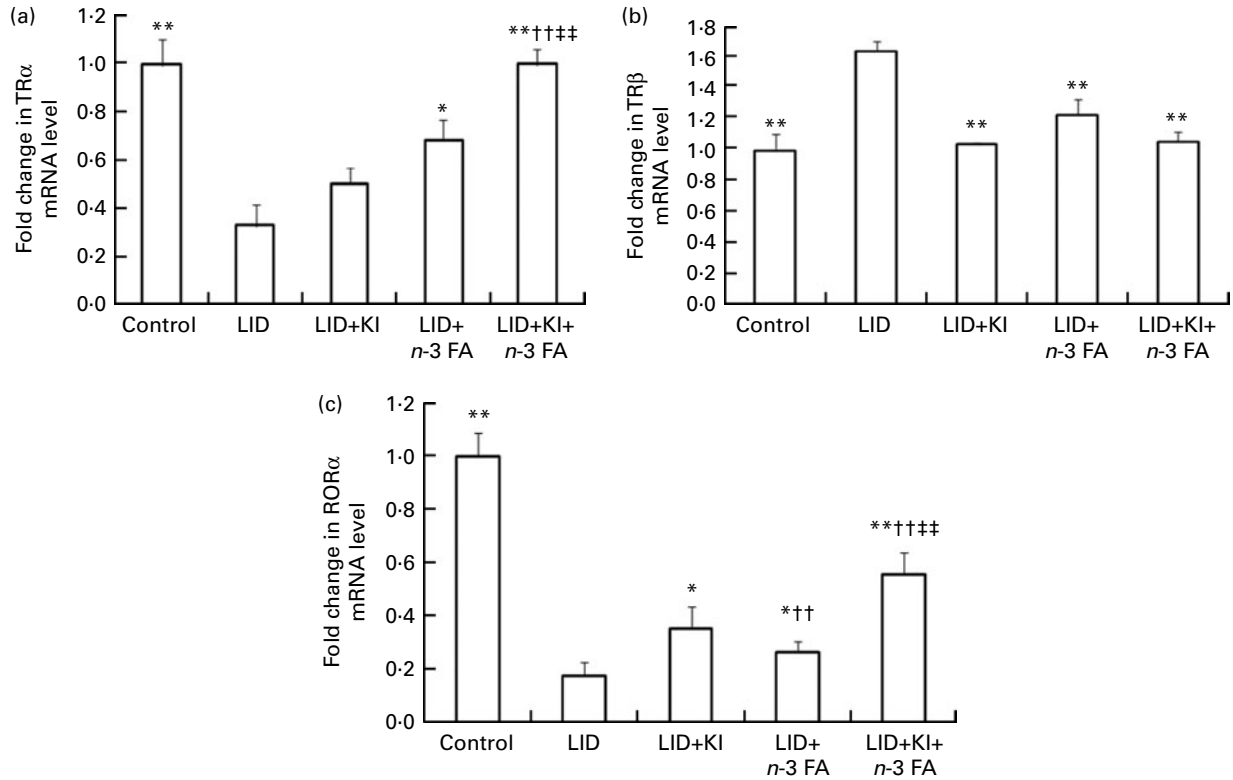 (a)
Fold change in TRα
mRNA level
1·2
1·0
0·8
0·6
0·4
0·2
0·0
**
*
**††‡‡
Control
LID
LID+KI
LID+
n-3 FA
LID+KI+
n-3 FA
(b)
Fold change in TRβ
mRNA level
1·8
1·6
1·4
1·2
1·0
0·8
0·6
0·4
0·2
0·0
**
**
**
**
Control
LID
LID+KI
LID+
n-3 FA
LID+KI+
n-3 FA
(c)
Fold change in RORα
mRNA level
1·2
1·0
0·8
0·6
0·4
0·2
0·0
**
*
*††
**††‡‡
Control
LID
LID+KI
LID+
n-3 FA
LID+KI+
n-3 FA